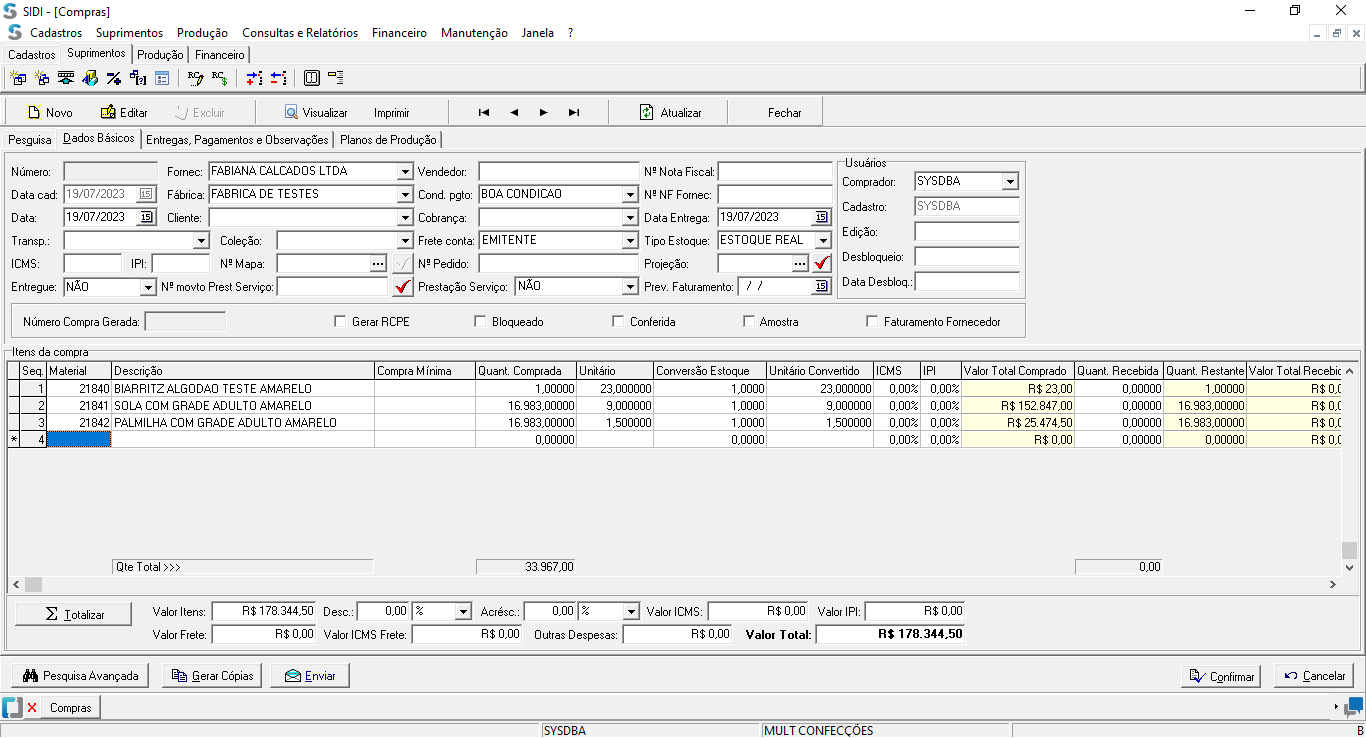 SIDI - [Compras]
Cadastros Suprimentos Produção Consultas e Relatórios Financeiro Manutenção Janela ?
Cadastros Suprimentos Produção Financeiro
Novo Editar Excluir Visualizar Imprimir Atualizar Fechar
Pesquisa Dados Básicos Entregas, Pagamentos e Observações Planos de Produção
Número: Fornec: FABIANA CALCADOS LTDA Vendedor: Nº Nota Fiscal: Usuários
Comprador: SYSDBA
Data cad: 19/07/2023 15 Fábrica: FABRICA DE TESTES Cond. pgto: BOA CONDICAO Nº NF Fornec:
Cadastro: SYSDBA
Data: 19/07/2023 15 Cliente: Cobrança: Data Entrega: 19/07/2023 15
Edição:
Transp.: Coleção: Frete conta: EMITENTE Tipo Estoque: ESTOQUE REAL
Desbloqueio:
ICMS: IPI: Nº Mapa: ... Nº Pedido: Projeção: ...
Data Desbloq.:
Entregue: NÃO Nº movto Prest Serviço: Prestação Serviço: NÃO Prev. Faturamento: / / 15
Número Compra Gerada: Gerar RCPE Bloqueado Conferida Amostra Faturamento Fornecedor
Itens da compra
Seq. Material Descrição Compra Mínima Quant. Comprada Unitário Conversão Estoque Unitário Convertido ICMS IPI Valor Total Comprado Quant. Recebida Quant. Restante Valor Total Recebic
1 21840 BIARRITZ ALGODAO TESTE AMARELO 1,00000 23,000000 1,0000 23,000000 0,00% 0,00% R$ 23,00 0,00000 1,00000 R$ 0,0
2 21841 SOLA COM GRADE ADULTO AMARELO 16.983,00000 9,000000 1,0000 9,000000 0,00% 0,00% R$ 152.847,00 0,00000 16.983,00000 R$ 0,0
3 21842 PALMILHA COM GRADE ADULTO AMARELO 16.983,00000 1,500000 1,0000 1,500000 0,00% 0,00% R$ 25.474,50 0,00000 16.983,00000 R$ 0,0
* 4 0,00000 0,0000 0,00% 0,00% R$ 0,00 0,00000 0,00000 R$ 0,0
Qte Total >>> 33.967,00 0,00
Σ Totalizar Valor Itens: R$ 178.344,50 Desc.: 0,00 % Acrésc.: 0,00 % Valor ICMS: R$ 0,00 Valor IPI: R$ 0,00
Valor Frete: R$ 0,00 Valor ICMS Frete: R$ 0,00 Outras Despesas: R$ 0,00 Valor Total: R$ 178.344,50
Pesquisa Avançada Gerar Cópias Enviar Confirmar Cancelar
Compras
SYSDBA MULT CONFECÇÕES B